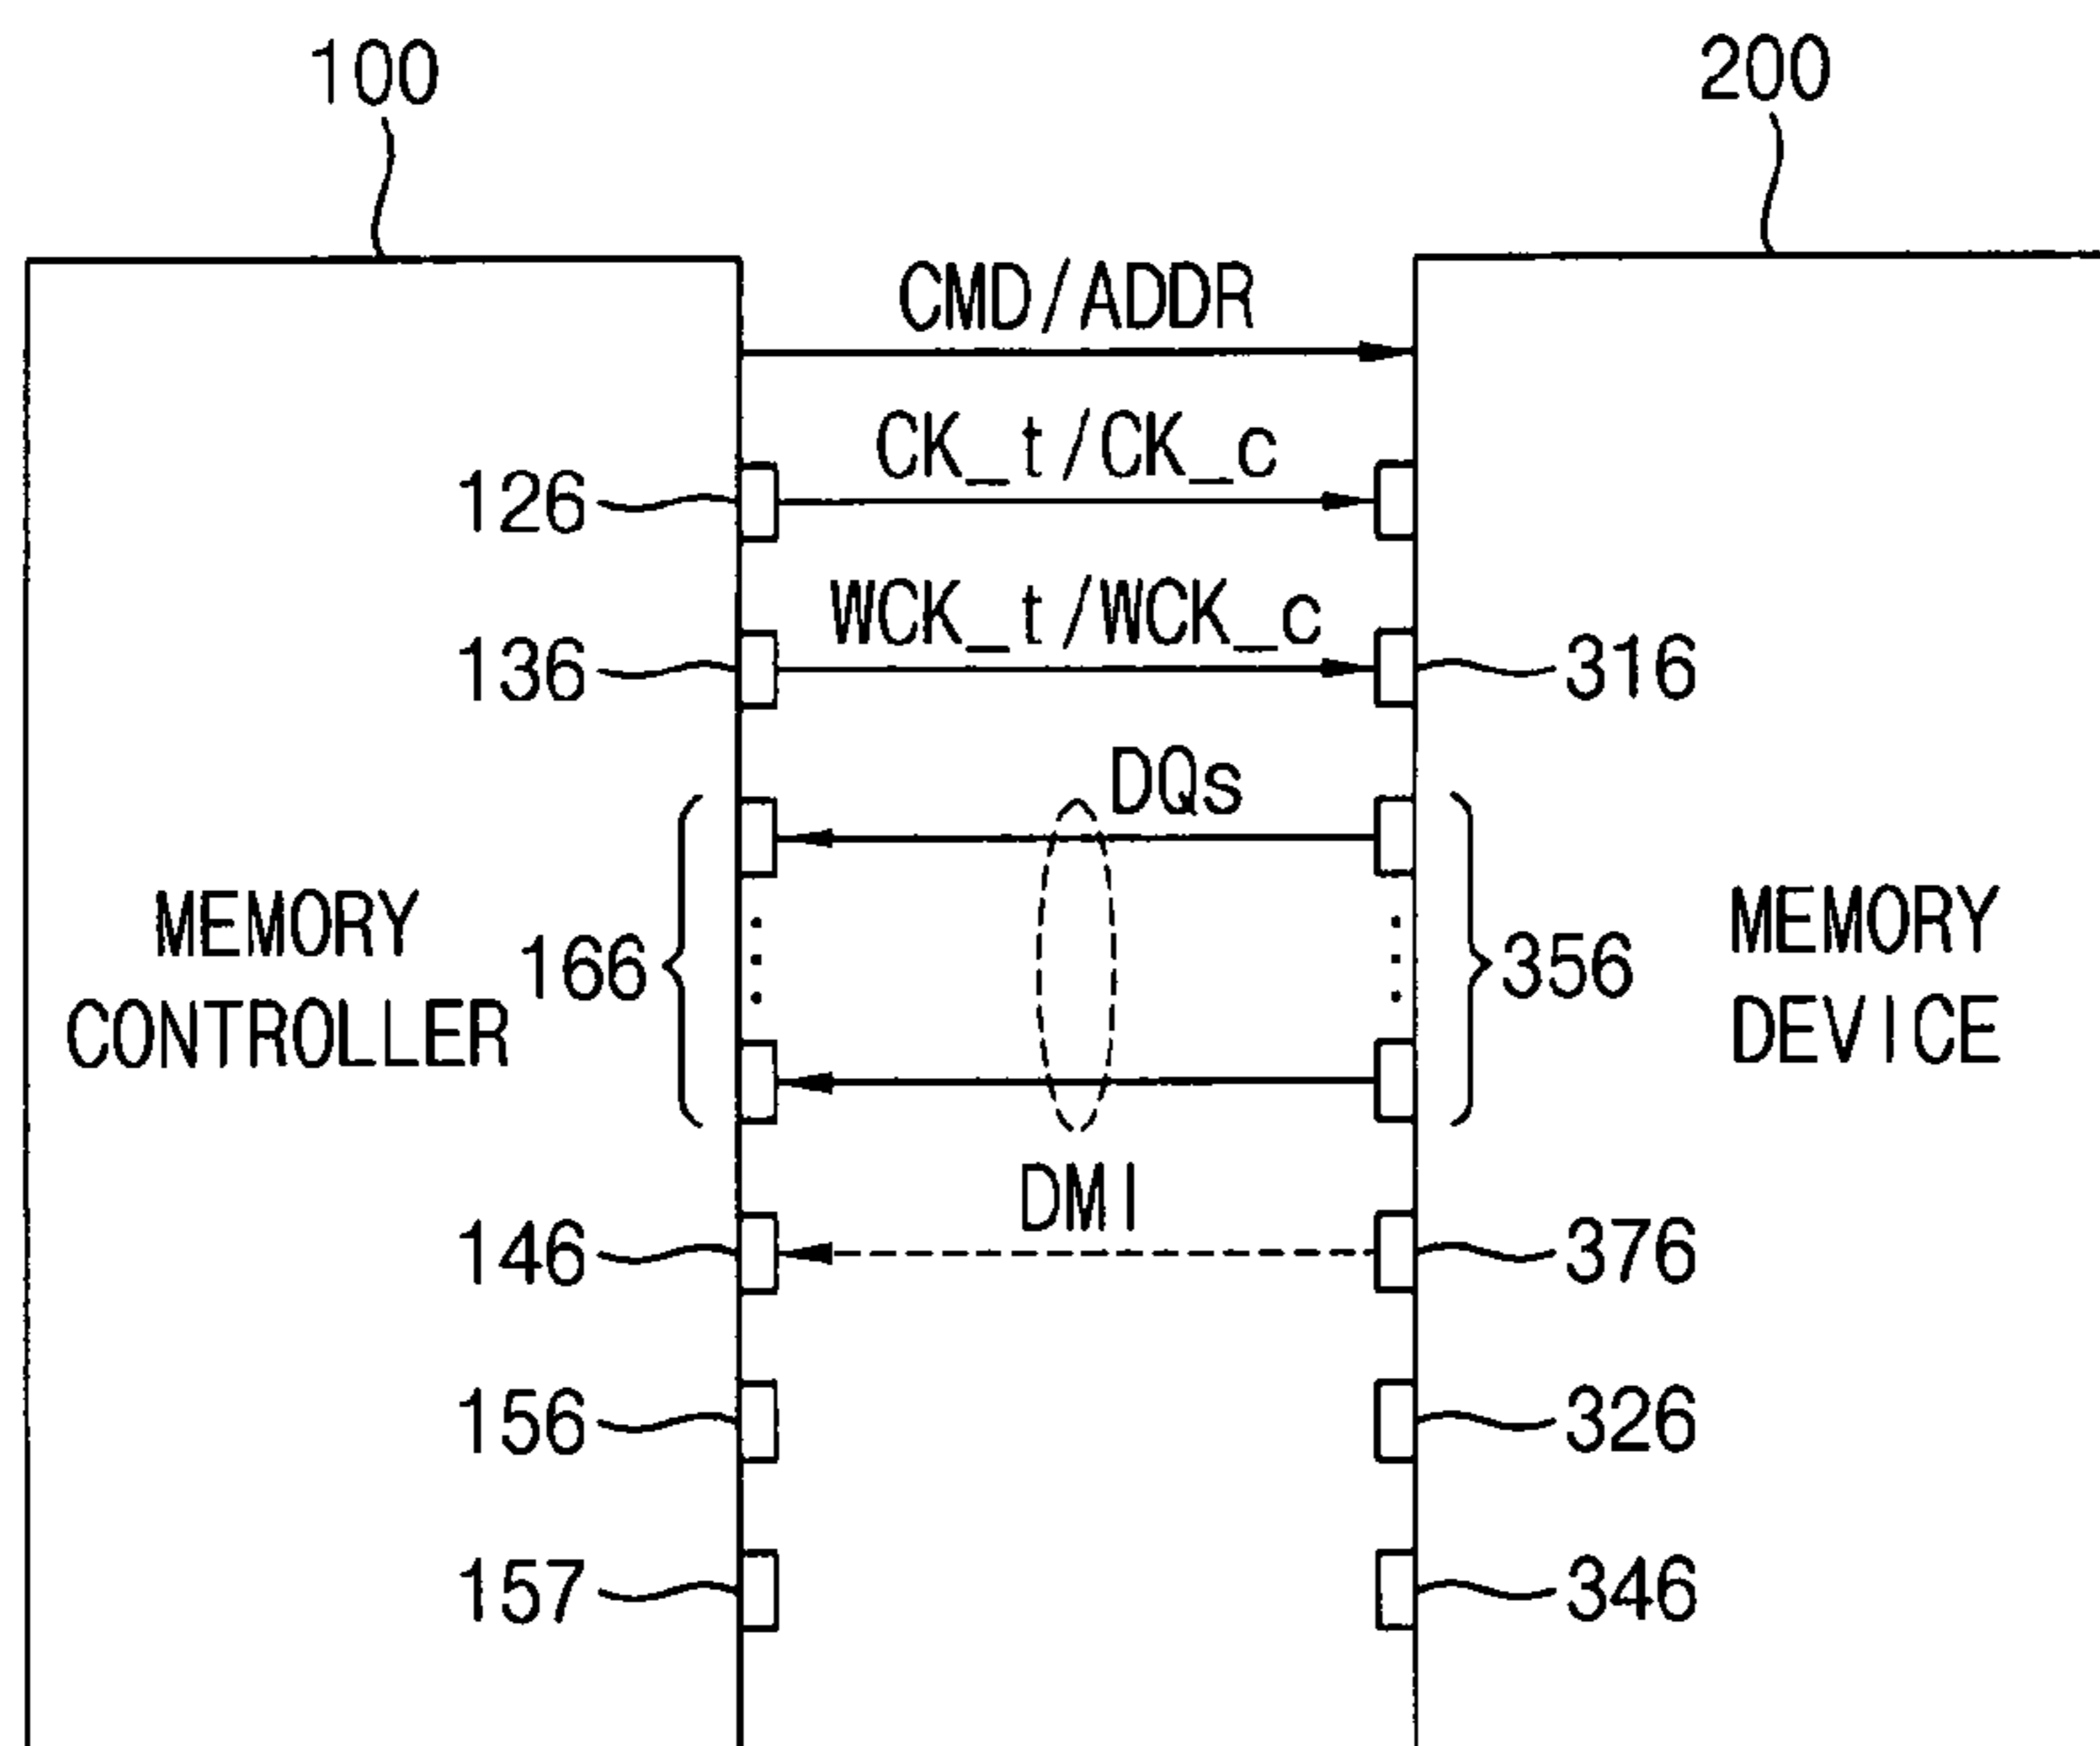 100
200
CMD/ADDR
CK_t/CK_c
126
WCK_t/WCK_c
136
316
DQs
MEMORY
CONTROLLER
166
356
MEMORY
DEVICE
DMI
146
376
156
326
157
346